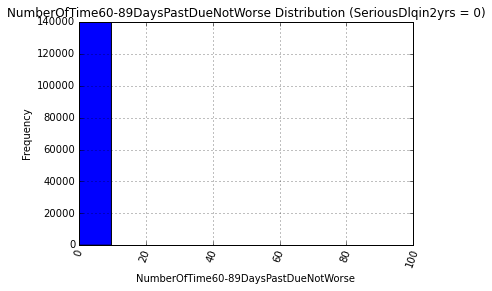 NumberOfTime60-89DaysPastDueNotWorse Distribution (SeriousDlqin2yrs = 0)
140000
120000
100000
80000
60000
40000
20000
0
Frequency
0 20 40 60 80 100
NumberOfTime60-89DaysPastDueNotWorse